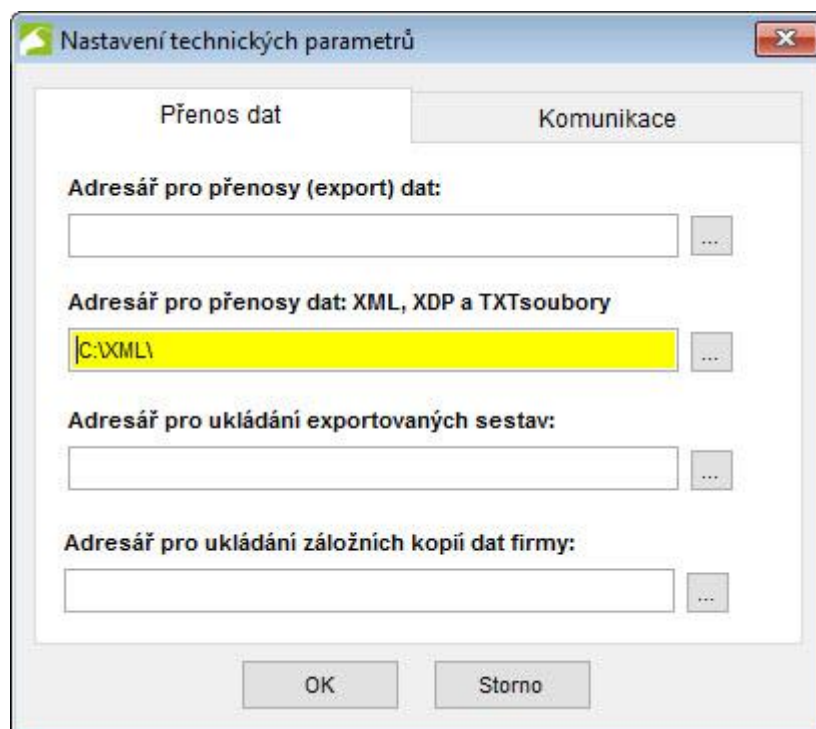 Nastavení technických parametrů
Přenos dat
Komunikace
Adresář pro přenosy (export) dat:
...
Adresář pro přenosy dat: XML, XDP a TXTsoubory
C:\XML\
...
Adresář pro ukládání exportovaných sestav:
...
Adresář pro ukládání záložních kopií dat firmy:
...
OK
Storno